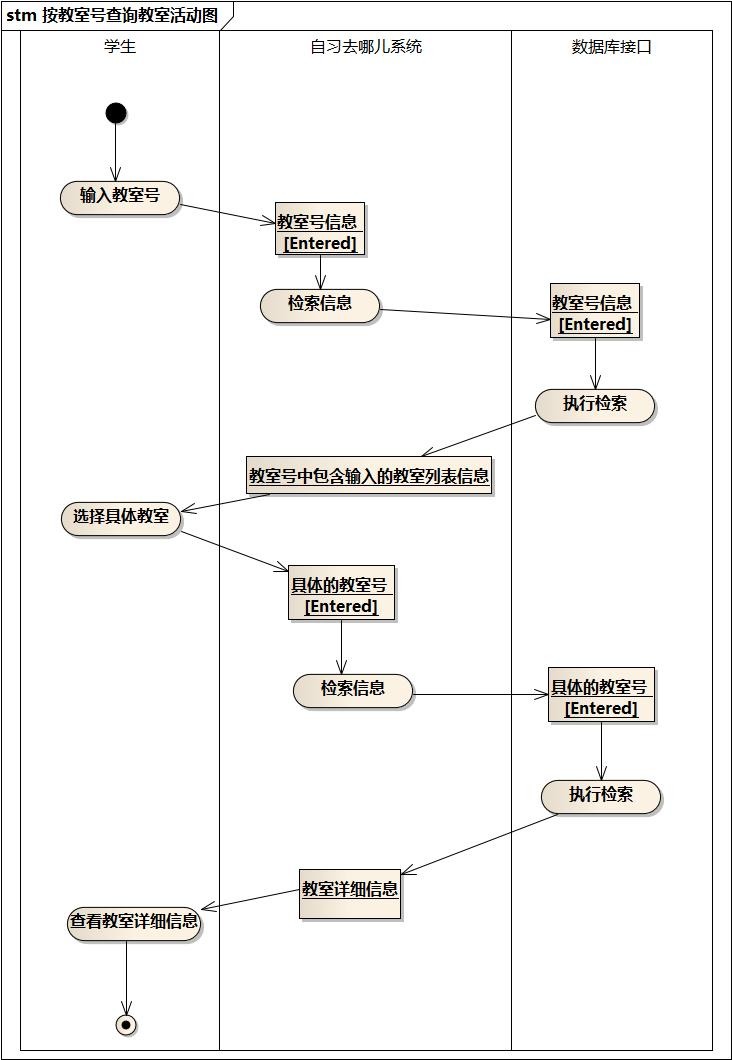 stm 按教室号查询教室活动图
学生
自习去哪儿系统
数据库接口
输入教室号
教室号信息
[Entered]
检索信息
教室号信息
[Entered]
执行检索
教室号中包含输入的教室列表信息
选择具体教室
具体的教室号
[Entered]
检索信息
具体的教室号
[Entered]
执行检索
教室详细信息
查看教室详细信息